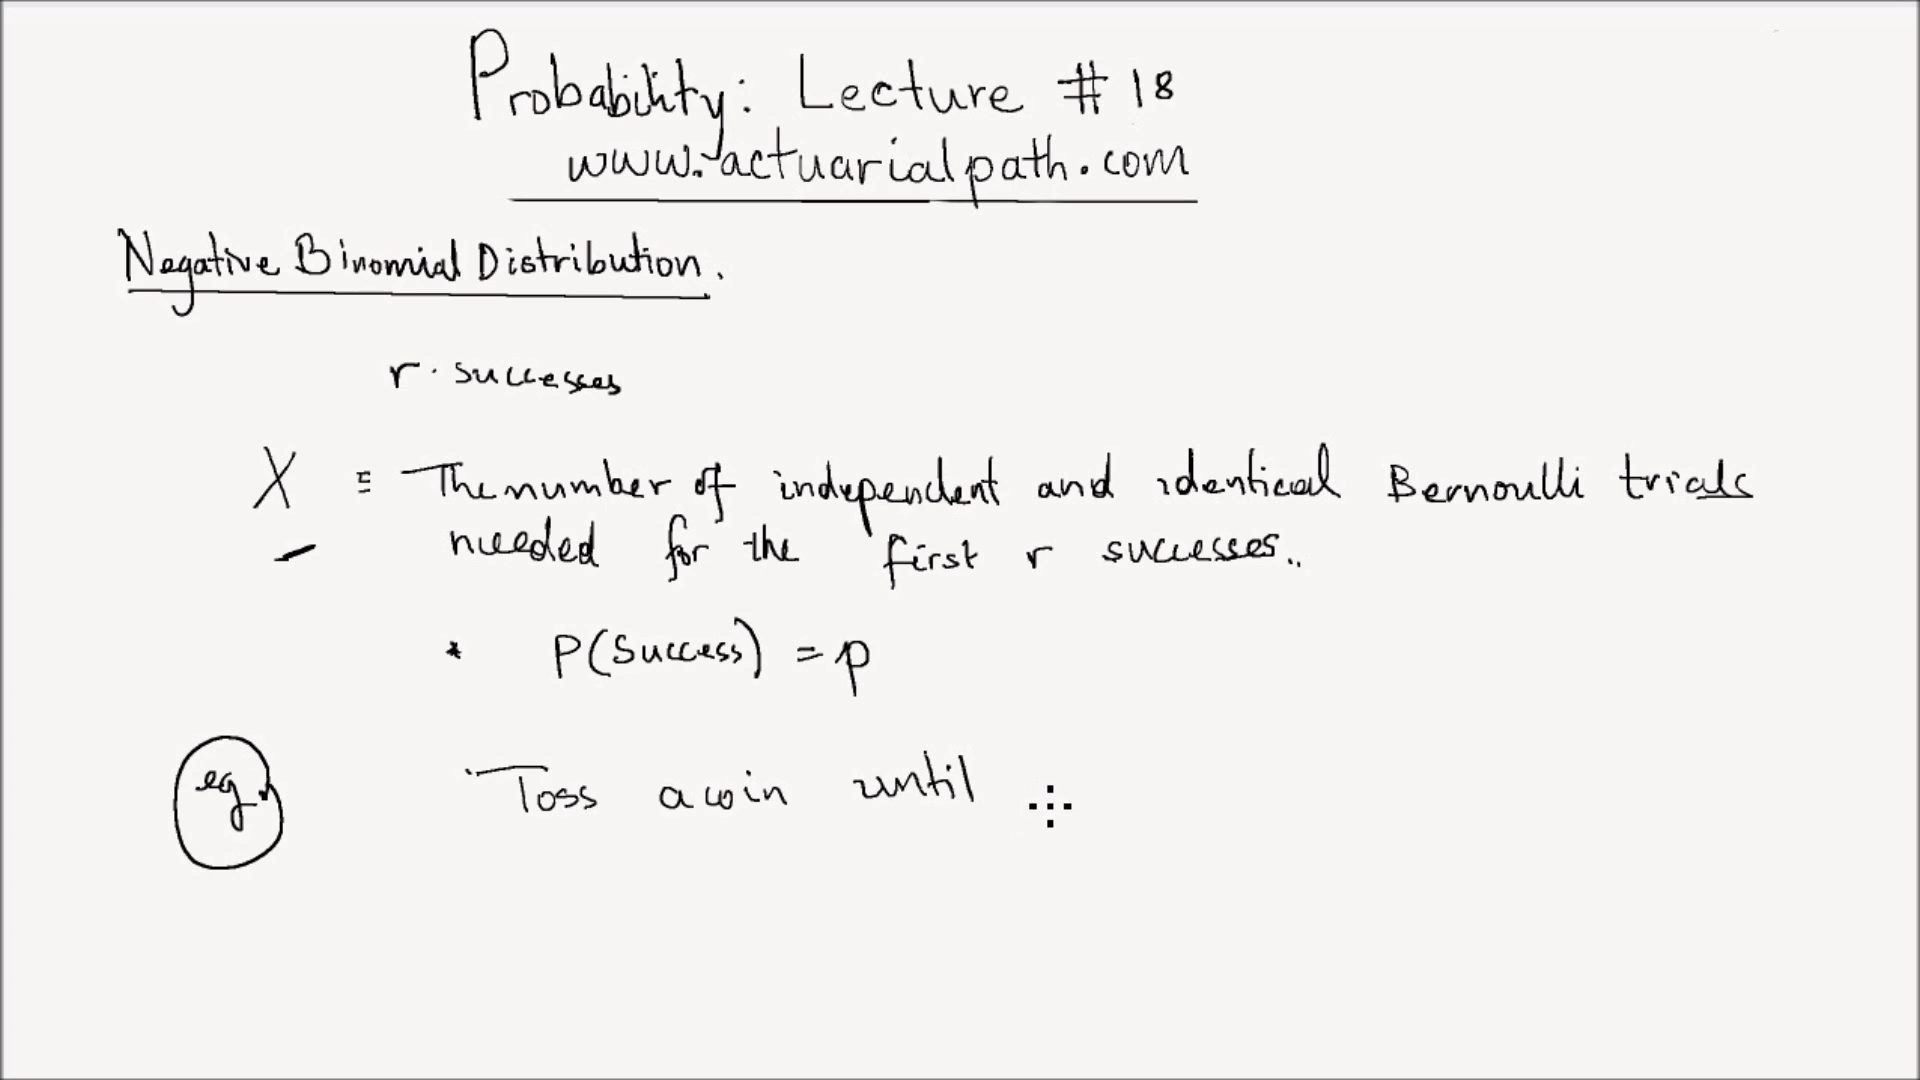 Probability: Lecture # 18
www.actuarialpath.com
Negative Binomial Distribution.
r successes
X ≡ The number of independent and identical Bernoulli trials
needed for the first r successes..
* P(Success) = p
eg. Toss a coin until